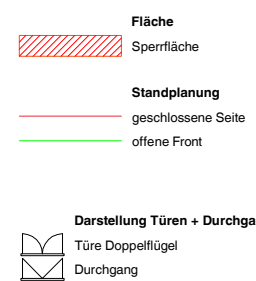 Fläche
Sperrfläche
Standplanung
geschlossene Seite
offene Front
Darstellung Türen + Durchga
Türe Doppelflügel
Durchgang